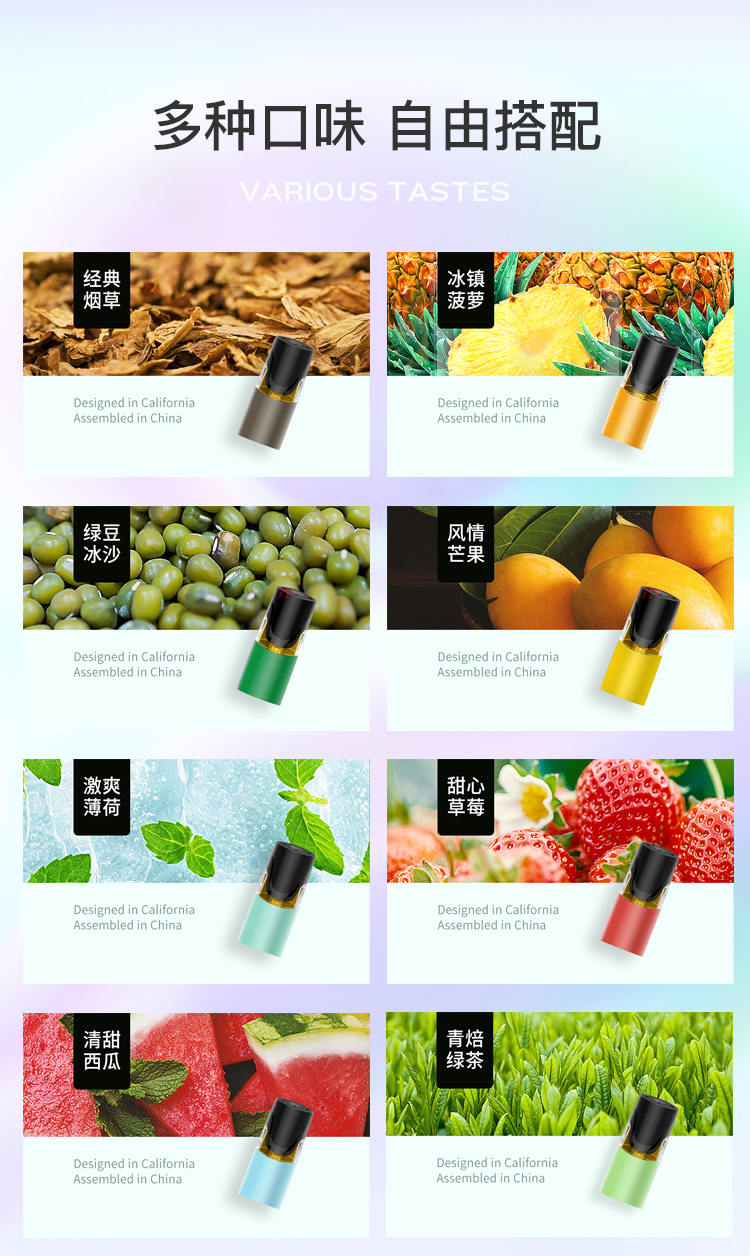 多种口味 自由搭配
VARIOUS TASTES
经典
烟草
Designed in California
Assembled in China
冰镇
菠萝
Designed in California
Assembled in China
绿豆
冰沙
Designed in California
Assembled in China
风情
芒果
Designed in California
Assembled in China
激爽
薄荷
Designed in California
Assembled in China
甜心
草莓
Designed in California
Assembled in China
清甜
西瓜
Designed in California
Assembled in China
青焙
绿茶
Designed in California
Assembled in China